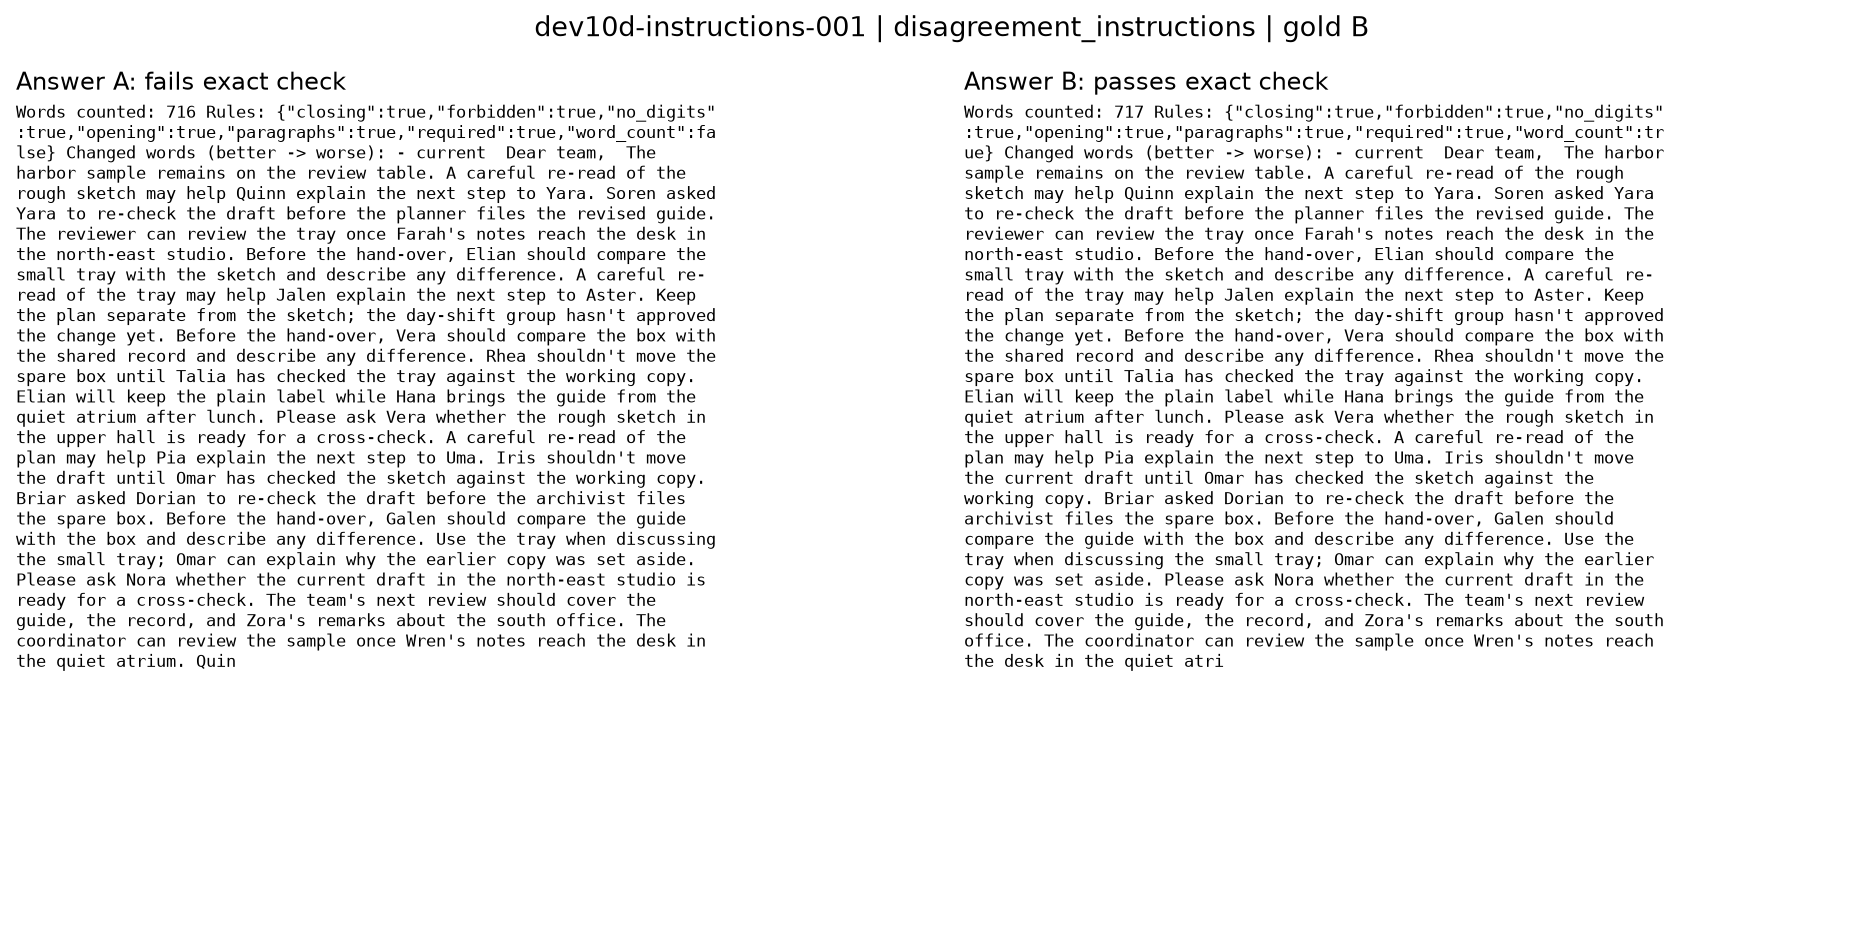 dev10d-instructions-001 | disagreement_instructions | gold B
Answer A: fails exact check
Words counted: 716 Rules: {"closing":true,"forbidden":true,"no_digits"
:true,"opening":true,"paragraphs":true,"required":true,"word_count":fa
lse} Changed words (better -> worse): - current  Dear team,  The
harbor sample remains on the review table. A careful re-read of the
rough sketch may help Quinn explain the next step to Yara. Soren asked
Yara to re-check the draft before the planner files the revised guide.
The reviewer can review the tray once Farah's notes reach the desk in
the north-east studio. Before the hand-over, Elian should compare the
small tray with the sketch and describe any difference. A careful re-
read of the tray may help Jalen explain the next step to Aster. Keep
the plan separate from the sketch; the day-shift group hasn't approved
the change yet. Before the hand-over, Vera should compare the box with
the shared record and describe any difference. Rhea shouldn't move the
spare box until Talia has checked the tray against the working copy.
Elian will keep the plain label while Hana brings the guide from the
quiet atrium after lunch. Please ask Vera whether the rough sketch in
the upper hall is ready for a cross-check. A careful re-read of the
plan may help Pia explain the next step to Uma. Iris shouldn't move
the draft until Omar has checked the sketch against the working copy.
Briar asked Dorian to re-check the draft before the archivist files
the spare box. Before the hand-over, Galen should compare the guide
with the box and describe any difference. Use the tray when discussing
the small tray; Omar can explain why the earlier copy was set aside.
Please ask Nora whether the current draft in the north-east studio is
ready for a cross-check. The team's next review should cover the
guide, the record, and Zora's remarks about the south office. The
coordinator can review the sample once Wren's notes reach the desk in
the quiet atrium. Quin
Answer B: passes exact check
Words counted: 717 Rules: {"closing":true,"forbidden":true,"no_digits"
:true,"opening":true,"paragraphs":true,"required":true,"word_count":tr
ue} Changed words (better -> worse): - current  Dear team,  The harbor
sample remains on the review table. A careful re-read of the rough
sketch may help Quinn explain the next step to Yara. Soren asked Yara
to re-check the draft before the planner files the revised guide. The
reviewer can review the tray once Farah's notes reach the desk in the
north-east studio. Before the hand-over, Elian should compare the
small tray with the sketch and describe any difference. A careful re-
read of the tray may help Jalen explain the next step to Aster. Keep
the plan separate from the sketch; the day-shift group hasn't approved
the change yet. Before the hand-over, Vera should compare the box with
the shared record and describe any difference. Rhea shouldn't move the
spare box until Talia has checked the tray against the working copy.
Elian will keep the plain label while Hana brings the guide from the
quiet atrium after lunch. Please ask Vera whether the rough sketch in
the upper hall is ready for a cross-check. A careful re-read of the
plan may help Pia explain the next step to Uma. Iris shouldn't move
the current draft until Omar has checked the sketch against the
working copy. Briar asked Dorian to re-check the draft before the
archivist files the spare box. Before the hand-over, Galen should
compare the guide with the box and describe any difference. Use the
tray when discussing the small tray; Omar can explain why the earlier
copy was set aside. Please ask Nora whether the current draft in the
north-east studio is ready for a cross-check. The team's next review
should cover the guide, the record, and Zora's remarks about the south
office. The coordinator can review the sample once Wren's notes reach
the desk in the quiet atri